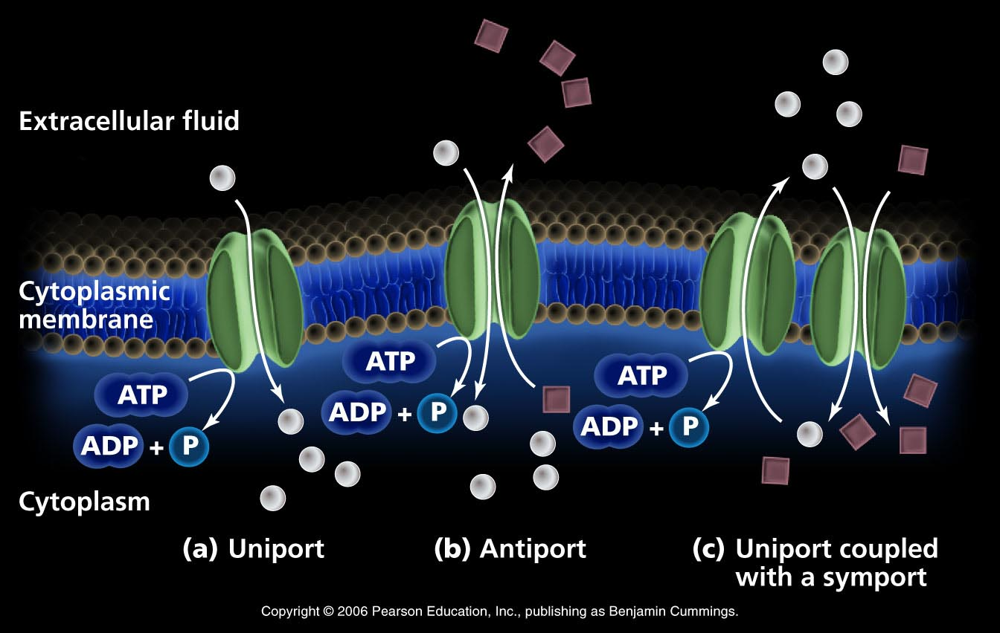 Extracellular fluid
Cytoplasmic
membrane
ATP
ADP + P
ATP
ADP + P
ATP
ADP + P
Cytoplasm
(a) Uniport
(b) Antiport
(c) Uniport coupled
with a symport
Copyright © 2006 Pearson Education, Inc., publishing as Benjamin Cummings.